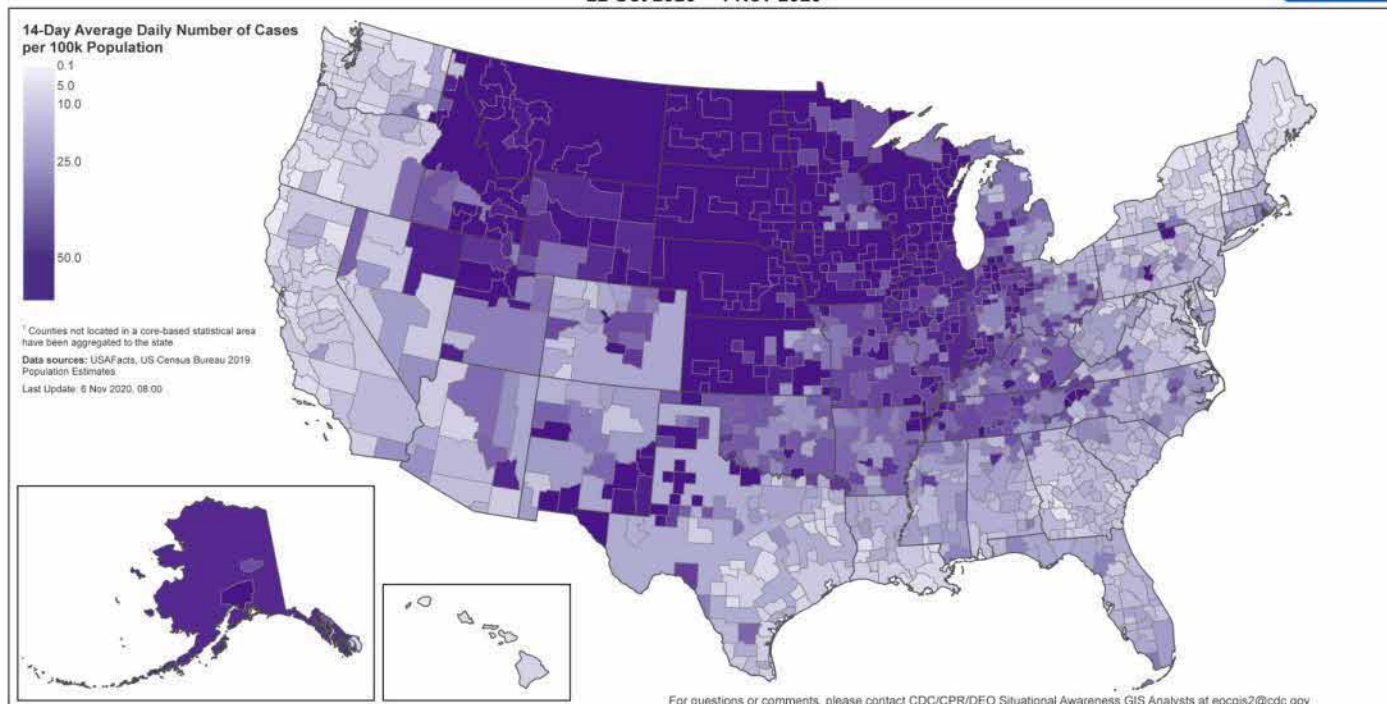 14-Day Average Daily Number of Cases
per 100k Population
0.1
5.0
10.0
25.0
50.0
1 Counties not located in a core-based statistical area
have been aggregated to the state
Data sources: USAFacts, US Census Bureau 2019
Population Estimates
Last Update: 6 Nov 2020, 08:00
For questions or comments, please contact CDC/CPR/DEO Situational Awareness GIS Analysts at eocgis2@cdc.gov